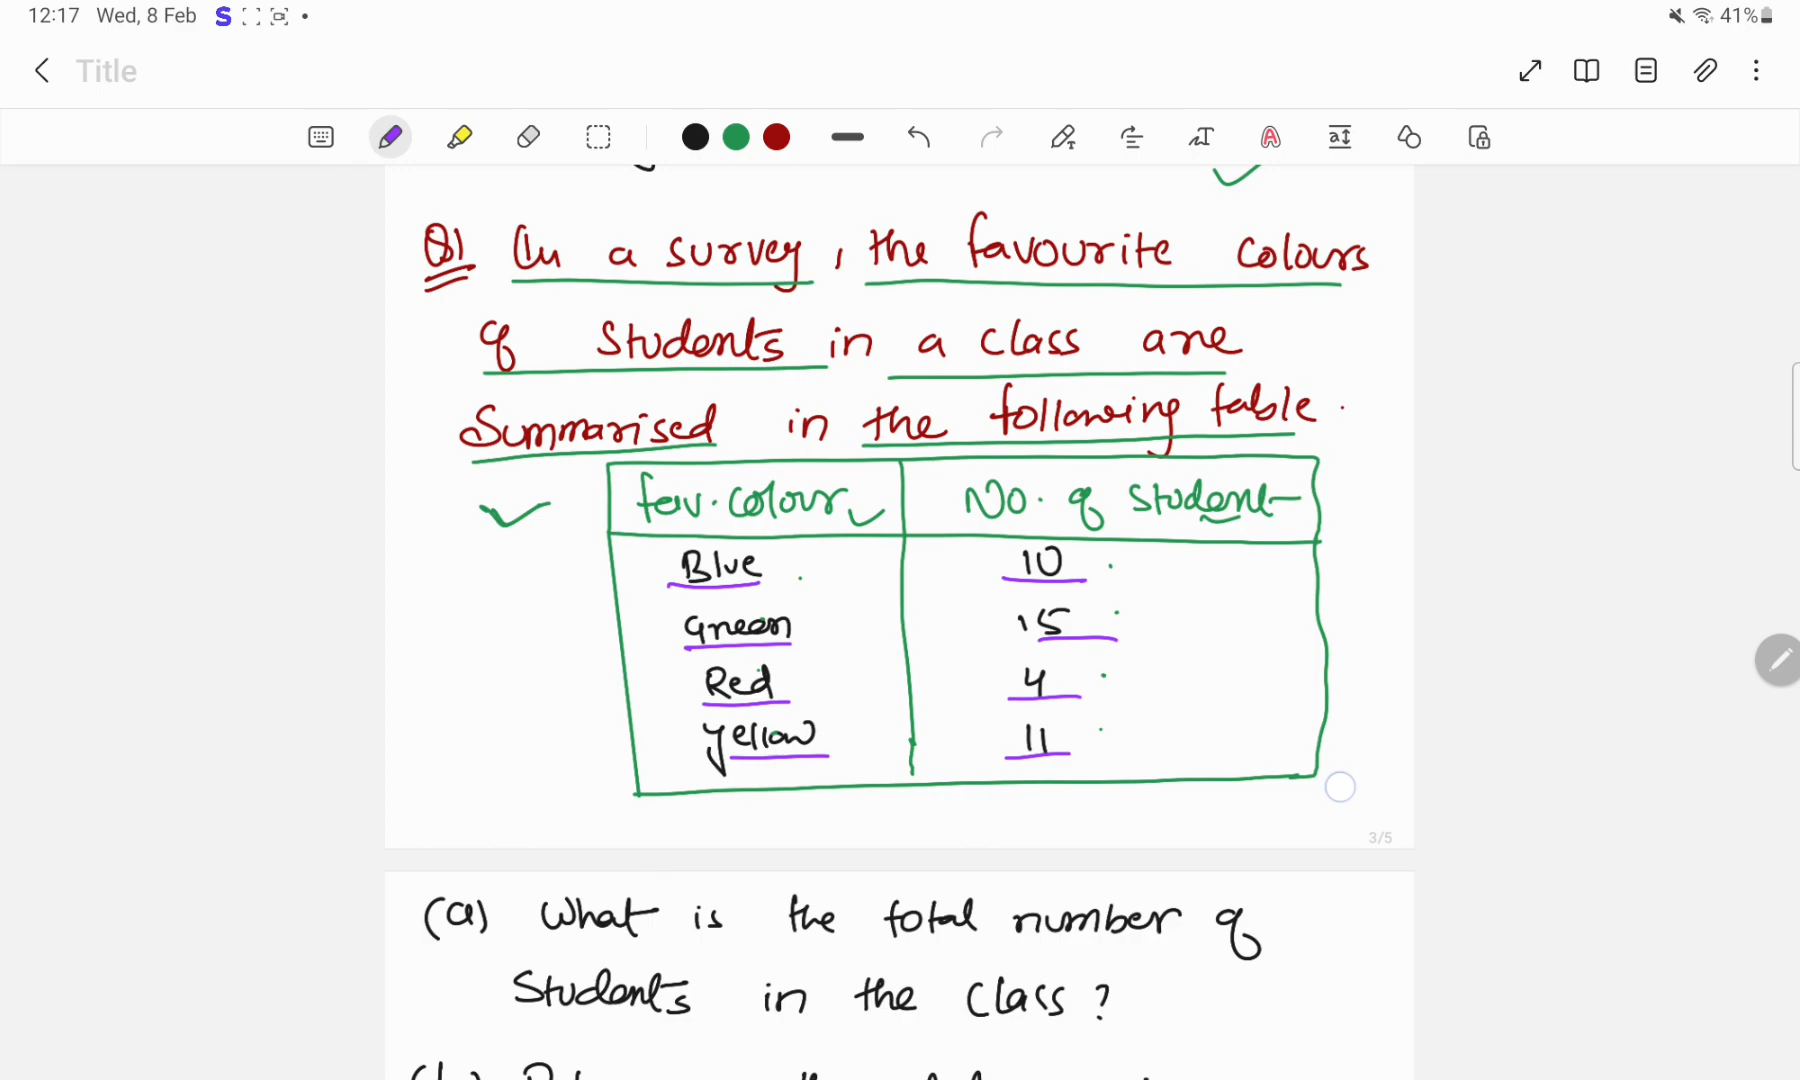 12:17 Wed, 8 Feb S 41%
Title
Q1 In a survey, the favourite colours
of students in a class are
Summarised in the following table.
fav. colour No. of student
Blue 10
Green 15
Red 4
Yellow 11
3/5
(a) What is the total number of
Students in the class?